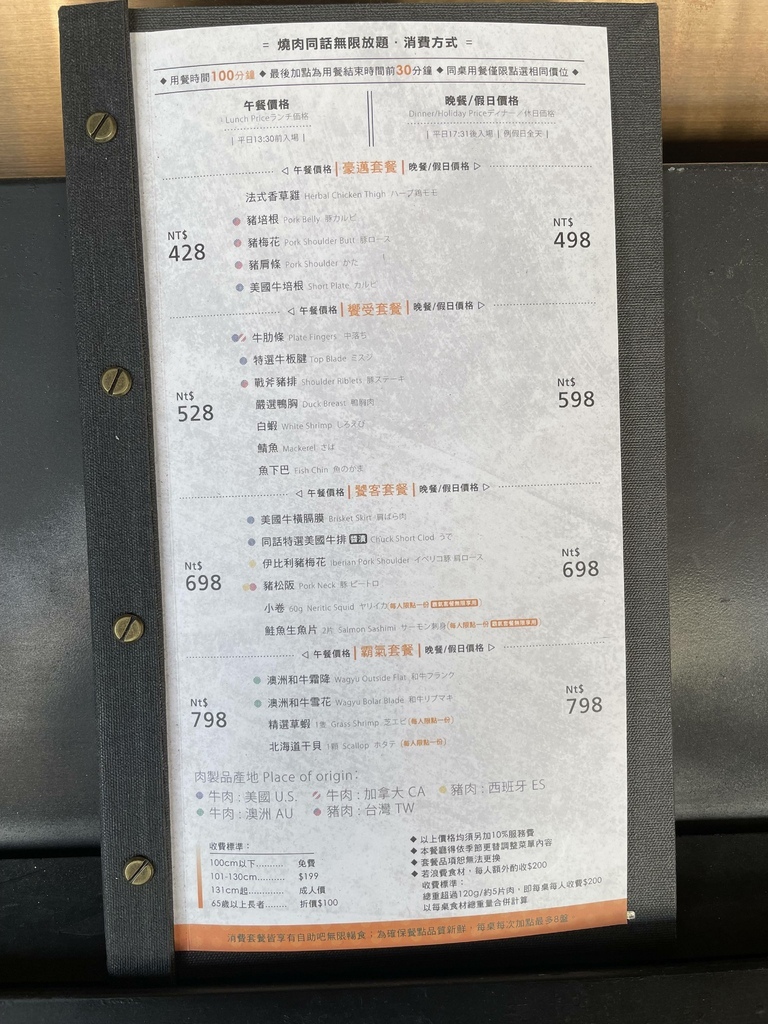 = 燒肉同話無限放題．消費方式 =
◆ 用餐時間100分鐘 ◆ 最後加點為用餐結束時間前30分鐘 ◆ 同桌用餐僅限點選相同價位 ◆
午餐價格
Lunch Priceランチ価格
| 平日13:30前入場 |
晚餐/假日價格
Dinner/Holiday Priceディナー／休日価格
| 平日17:31後入場 | 例假日全天 |
◁ 午餐價格 | 豪邁套餐 | 晚餐/假日價格 ▷
法式香草雞 Herbal Chicken Thigh ハーブ鶏モモ
豬培根 Pork Belly 豚カルビ
豬梅花 Pork Shoulder Butt 豚ロース
豬肩條 Pork Shoulder かた
美國牛培根 Short Plate カルビ
NT$ 428
NT$ 498
◁ 午餐價格 | 饗受套餐 | 晚餐/假日價格 ▷
牛肋條 Plate Fingers 中落ち
特選牛板腱 Top Blade ミスジ
戰斧豬排 Shoulder Riblets 豚ステーキ
嚴選鴨胸 Duck Breast 鴨胸肉
白蝦 White Shrimp しろえび
鯖魚 Mackerel さば
魚下巴 Fish Chin 魚のかま
Nt$ 528
Nt$ 598
◁ 午餐價格 | 饕客套餐 | 晚餐/假日價格 ▷
美國牛橫膈膜 Brisket Skirt 肩ばら肉
同話特選美國牛排 Chuck Short Clod うで
伊比利豬梅花 Iberian Pork Shoulder イベリコ豚 肩ロース
豬松阪 Pork Neck 豚 ピートロ
小卷 60g Neritic Squid ヤリイカ(每人限點一份 霸氣套餐無限享用
鮭魚生魚片 2片 Salmon Sashimi サーモン刺身(每人限點一份 霸氣套餐無限享用
Nt$ 698
Nt$ 698
◁ 午餐價格 | 霸氣套餐 | 晚餐/假日價格 ▷
澳洲和牛霜降 Wagyu Outside Flat 和牛フランク
澳洲和牛雪花 Wagyu Bolar Blade 和牛リブマキ
精選草蝦 1隻 Grass Shrimp 芝エビ(每人限點一份)
北海道干貝 1顆 Scallop ホタテ (每人限點一份)
Nt$ 798
Nt$ 798
肉製品產地 Place of origin：
牛肉：美國 U.S. 牛肉：加拿大 CA 豬肉：西班牙 ES
牛肉：澳洲 AU 豬肉：台灣 TW
收費標準：
100cm以下.......... 免費
101-130cm.......... $199
131cm起............. 成人價
65歲以上長者........ 折價$100
◆ 以上價格均須另加10%服務費
◆ 本餐廳得依季節更替調整菜單內容
◆ 套餐品項恕無法更換
◆ 若浪費食材，每人額外酌收$200
收費標準：
總重超過120g/約5片肉，即每桌每人收費$200
以每桌食材總重量合併計算
消費套餐皆享有自助吧無限暢食；為確保餐點品質新鮮，每桌每次加點最多8盤